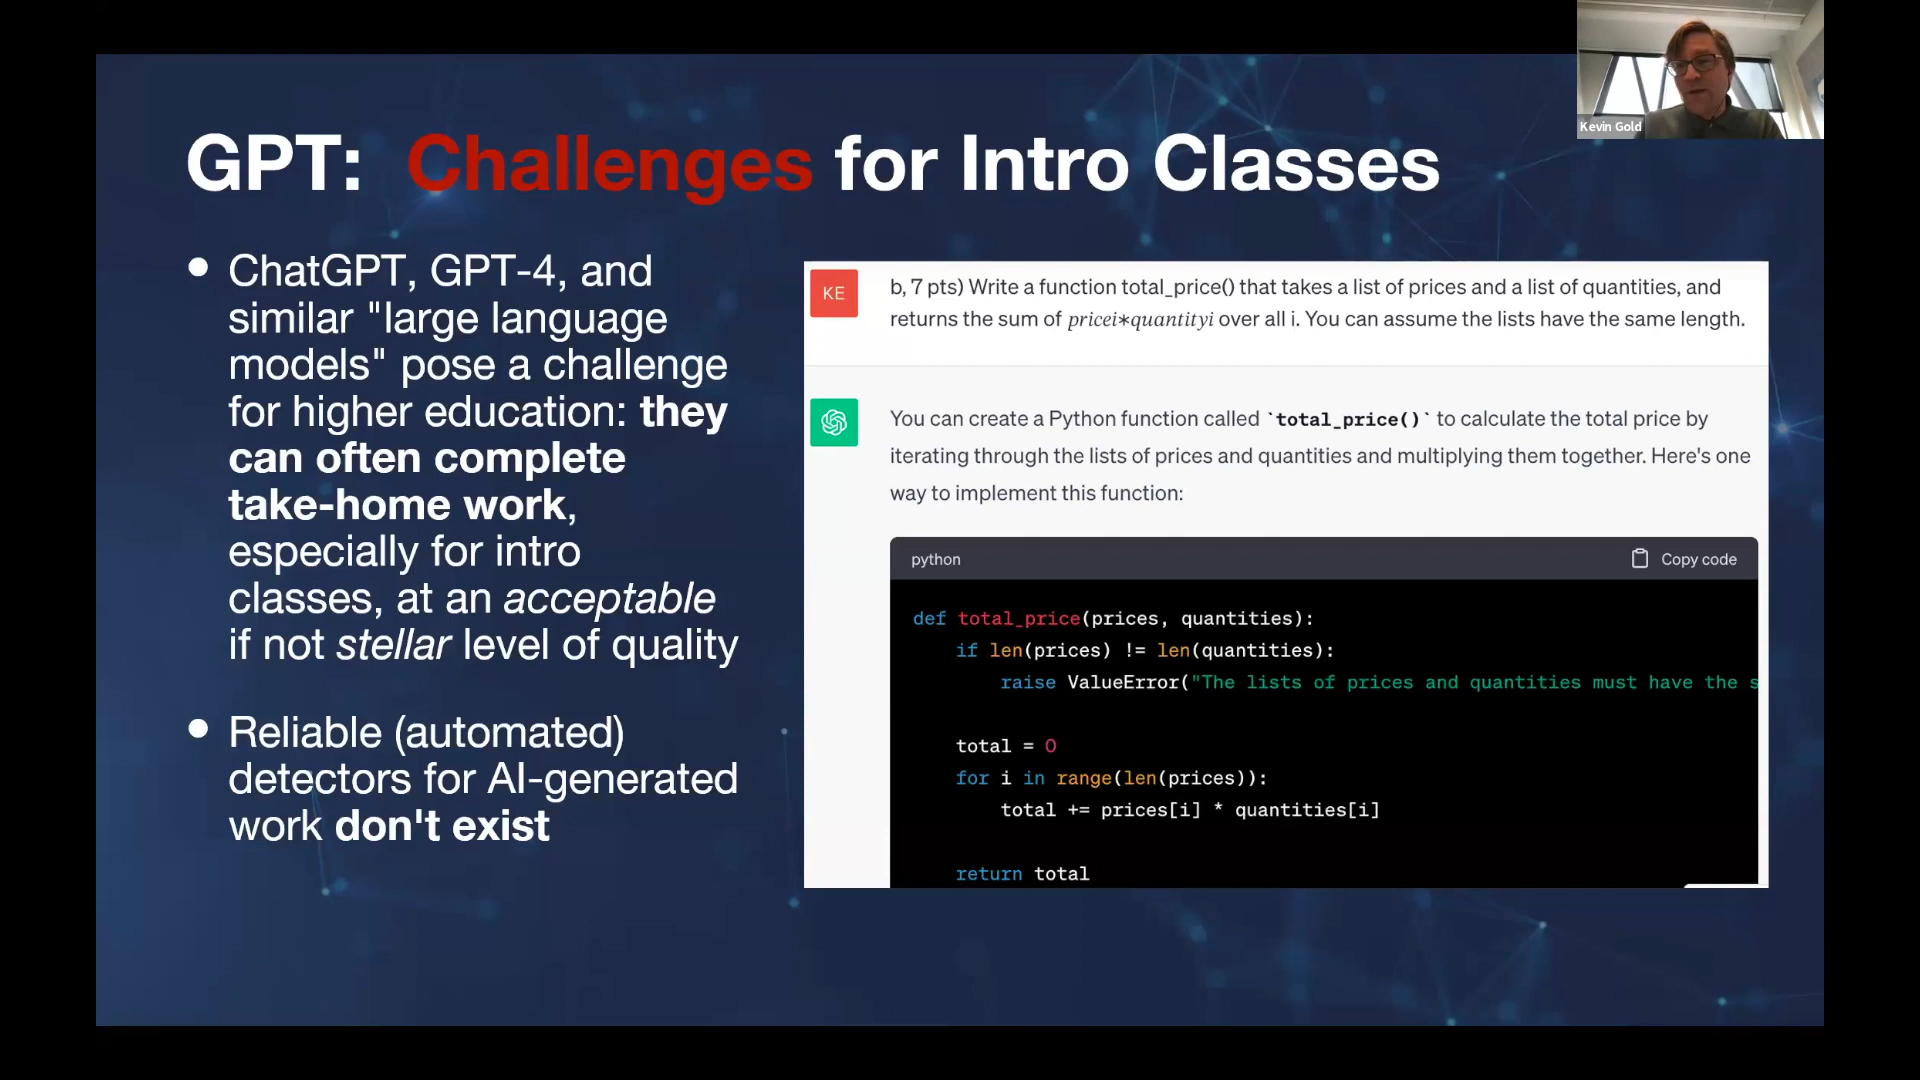 Kevin Gold
GPT: Challenges for Intro Classes
• ChatGPT, GPT-4, and
similar "large language
models" pose a challenge
for higher education: they
can often complete
take-home work,
especially for intro
classes, at an acceptable
if not stellar level of quality
• Reliable (automated)
detectors for AI-generated
work don't exist
KE
b, 7 pts) Write a function total_price() that takes a list of prices and a list of quantities, and
returns the sum of pricei∗quantityi over all i. You can assume the lists have the same length.
You can create a Python function called `total_price()` to calculate the total price by
iterating through the lists of prices and quantities and multiplying them together. Here's one
way to implement this function:
python
Copy code
def total_price(prices, quantities):
    if len(prices) != len(quantities):
        raise ValueError("The lists of prices and quantities must have the s
    total = 0
    for i in range(len(prices)):
        total += prices[i] * quantities[i]
    return total